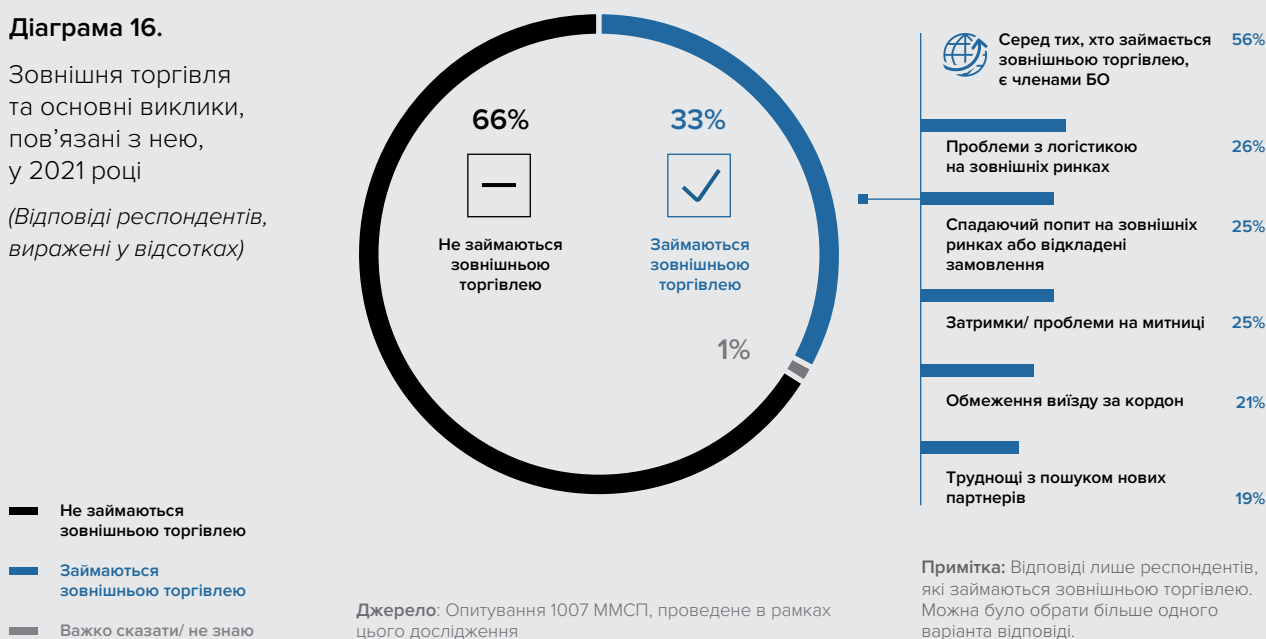 Діаграма 16.
Зовнішня торгівля
та основні виклики,
пов’язані з нею,
у 2021 році
(Відповіді респондентів,
виражені у відсотках)
Не займаються
зовнішньою торгівлею
Займаються
зовнішньою торгівлею
Важко сказати/ не знаю
66%
Не займаються
зовнішньою
торгівлею
33%
Займаються
зовнішньою
торгівлею
1%
Джерело: Опитування 1007 ММСП, проведене в рамках
цього дослідження
Серед тих, хто займається 56%
зовнішньою торгівлею,
є членами БО
Проблеми з логістикою 26%
на зовнішніх ринках
Спадаючий попит на зовнішніх
ринках або відкладені 25%
замовлення
Затримки/ проблеми на митниці 25%
Обмеження виїзду за кордон 21%
Труднощі з пошуком нових
партнерів 19%
Примітка: Відповіді лише респондентів,
які займаються зовнішньою торгівлею.
Можна було обрати більше одного
варіанта відповіді.